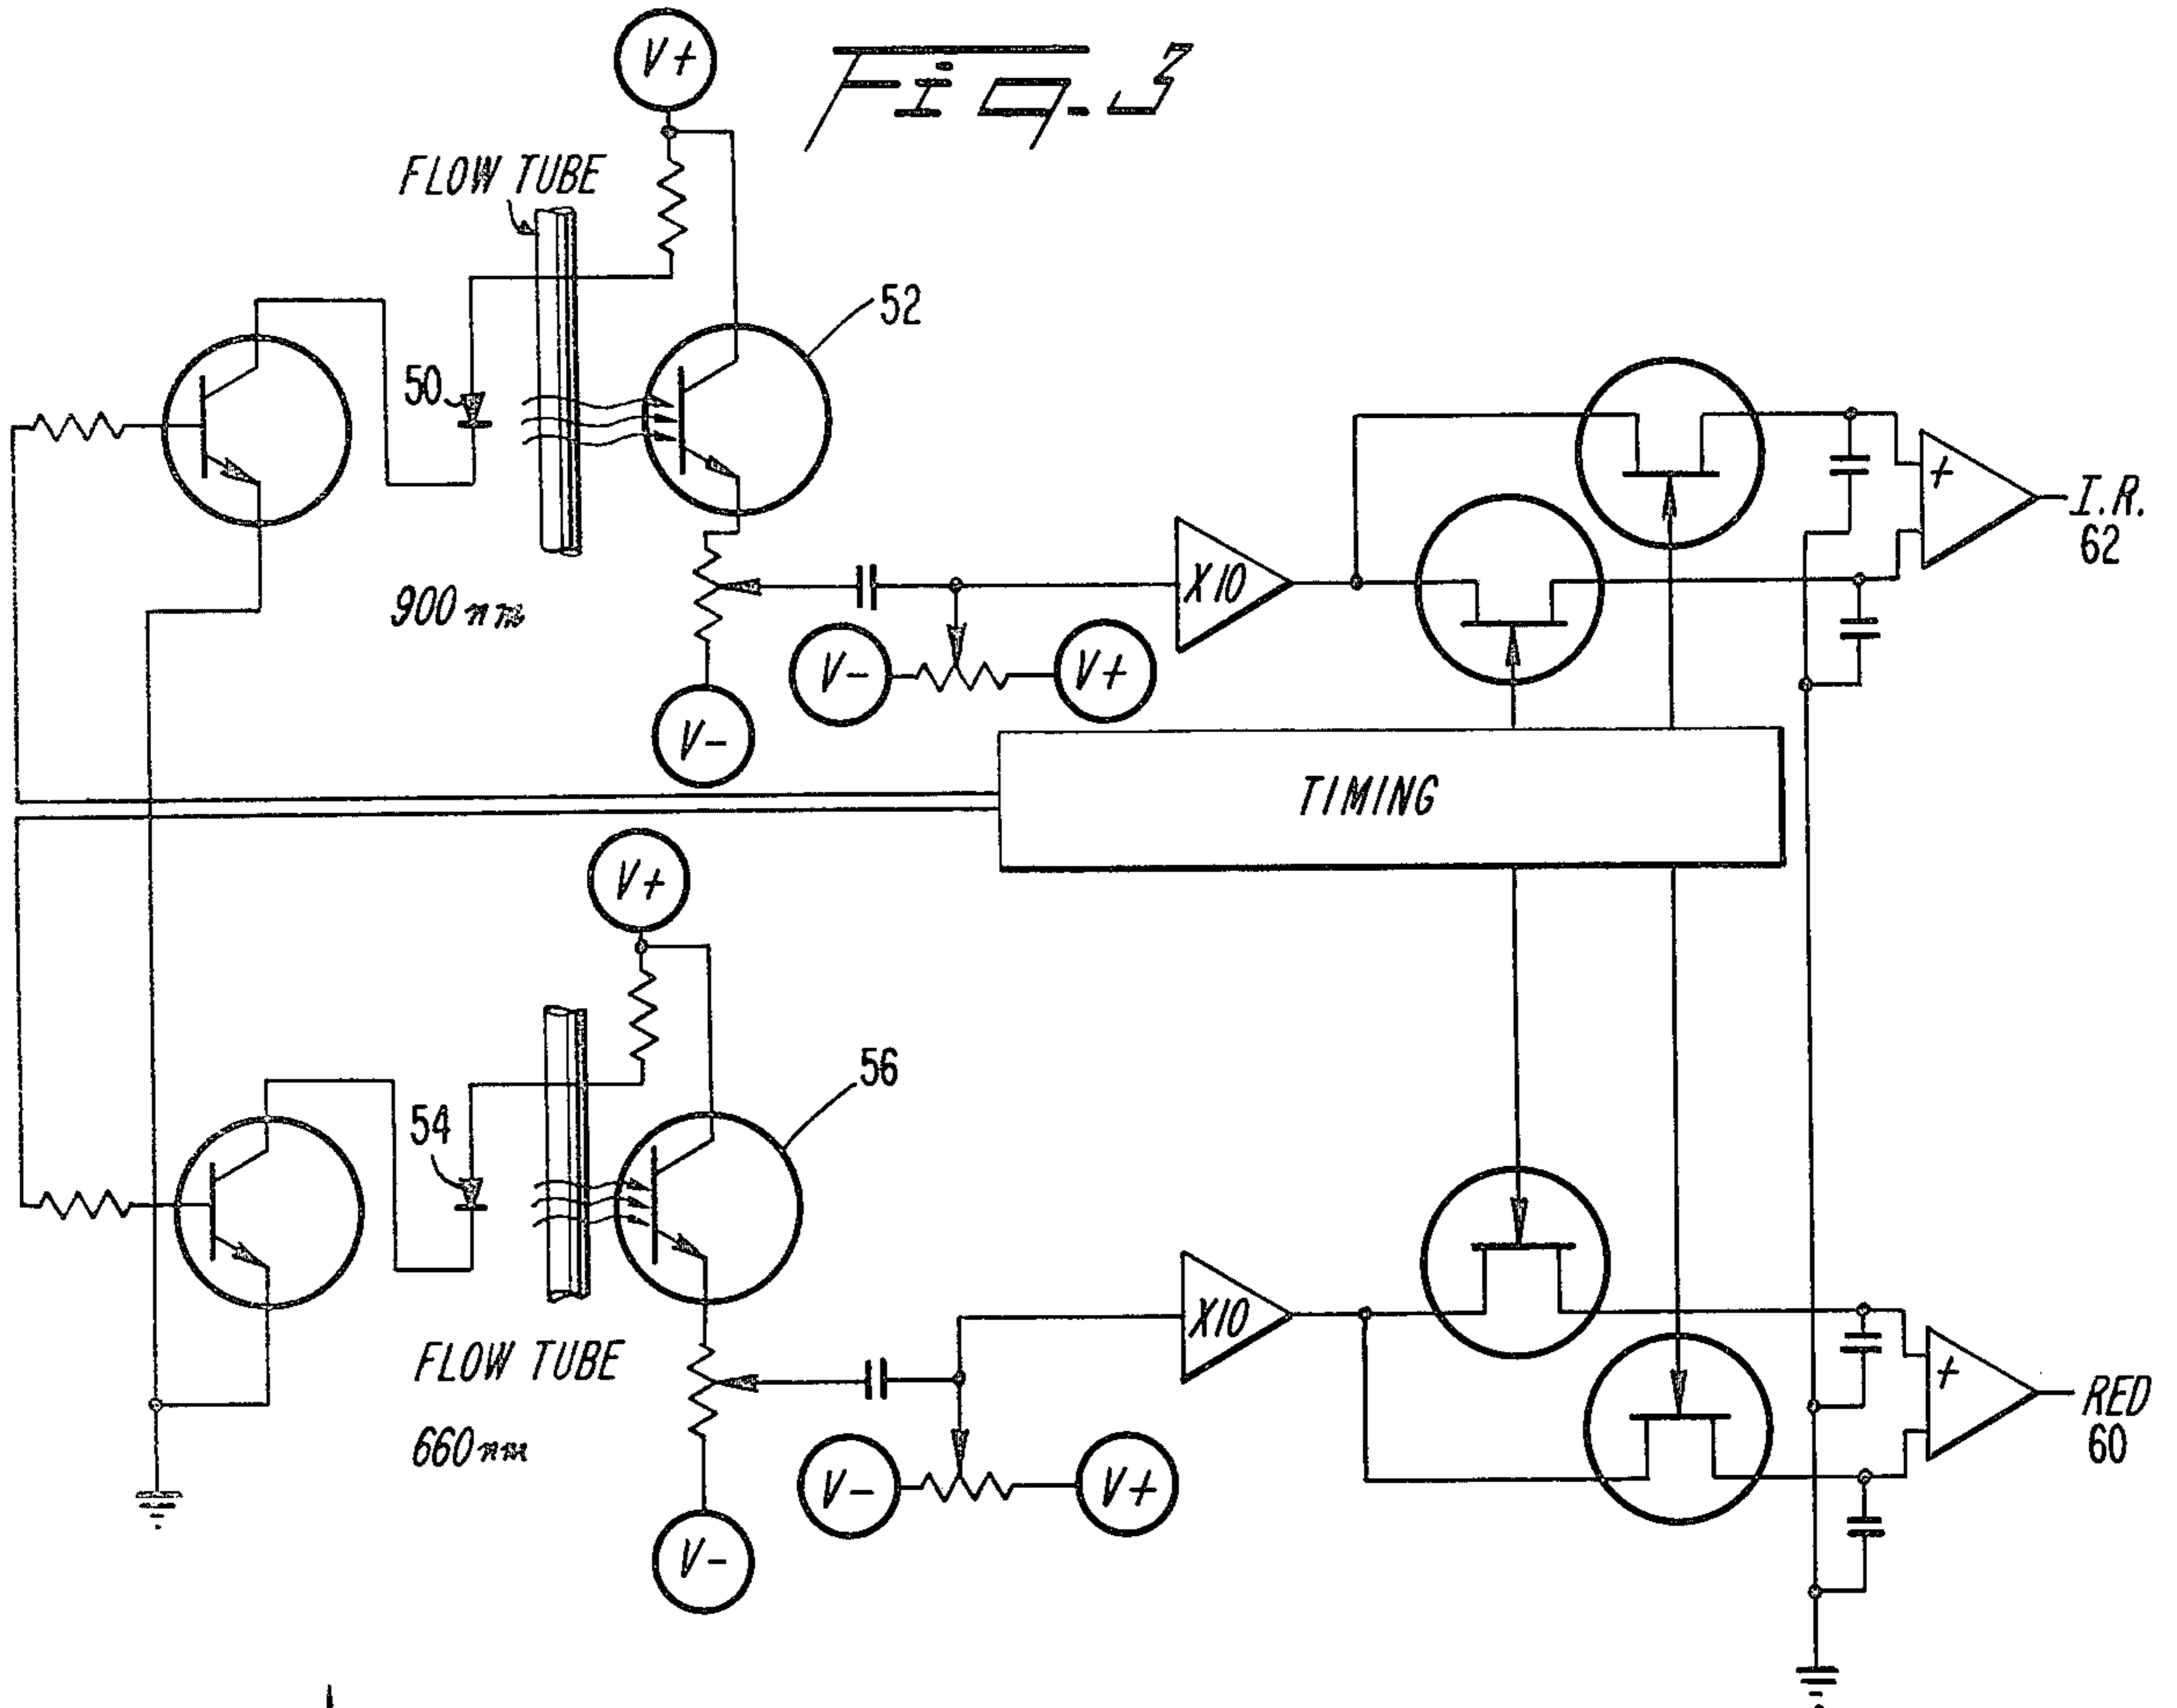 Fig. 3
V+
FLOW TUBE
52
50
900 nm
X10
I.R.
62
V-
V+
V-
TIMING
V+
56
54
FLOW TUBE
660 nm
X10
RED
60
V-
V+
V-
+
+